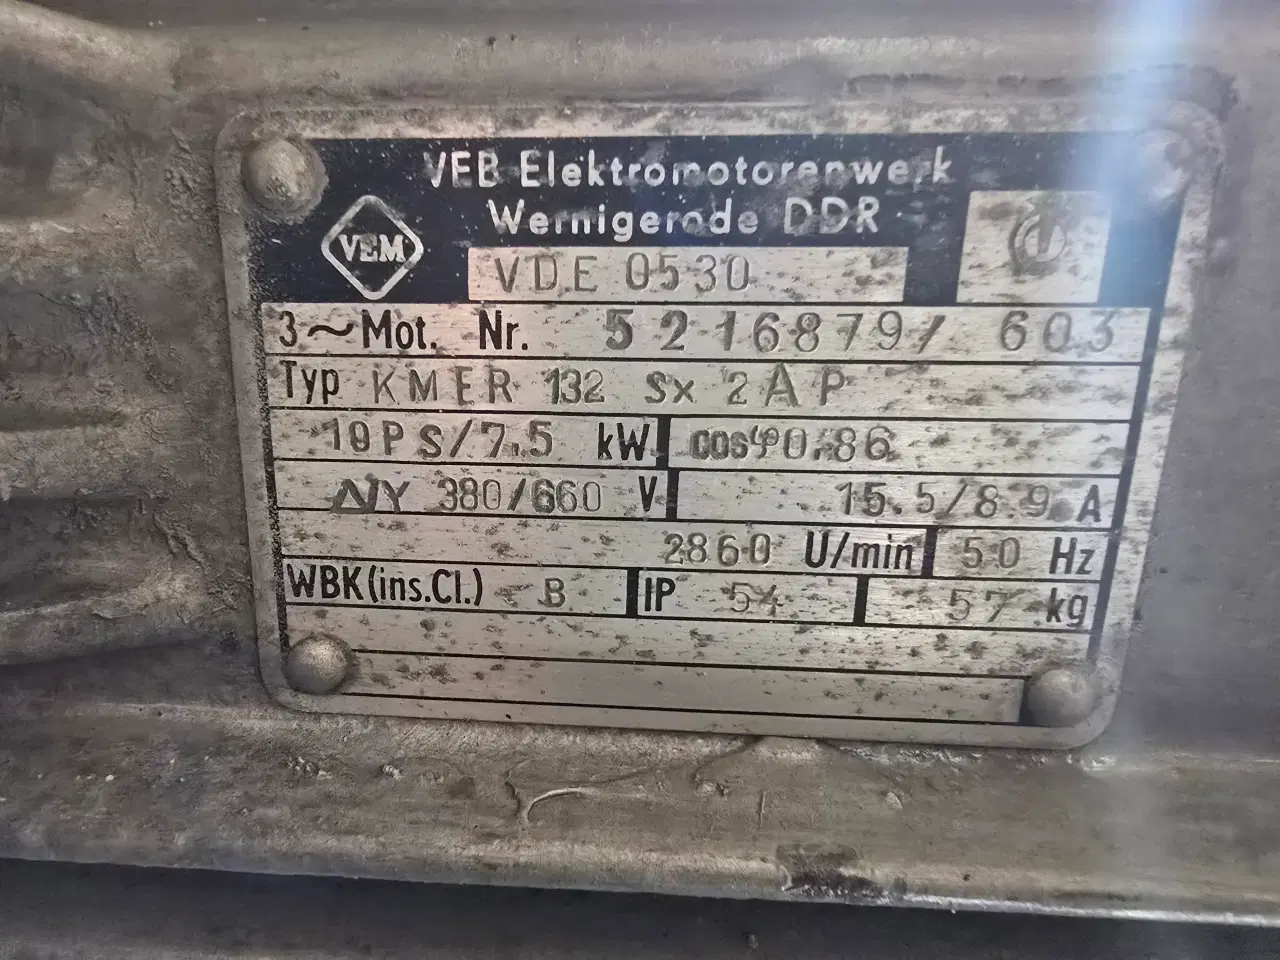 VEB Elektromotorenwerk
Wernigerode DDR
VEM
VDE 0530
3~Mot. Nr. 5216879/ 603
Typ KMER 132 Sx 2 AP
10PS/7.5 kW cosφ0.86
Δ/Y 380/660 V 15.5/8.9 A
2860 U/min 50 Hz
WBK(ins.Cl.) B IP 54 57 kg